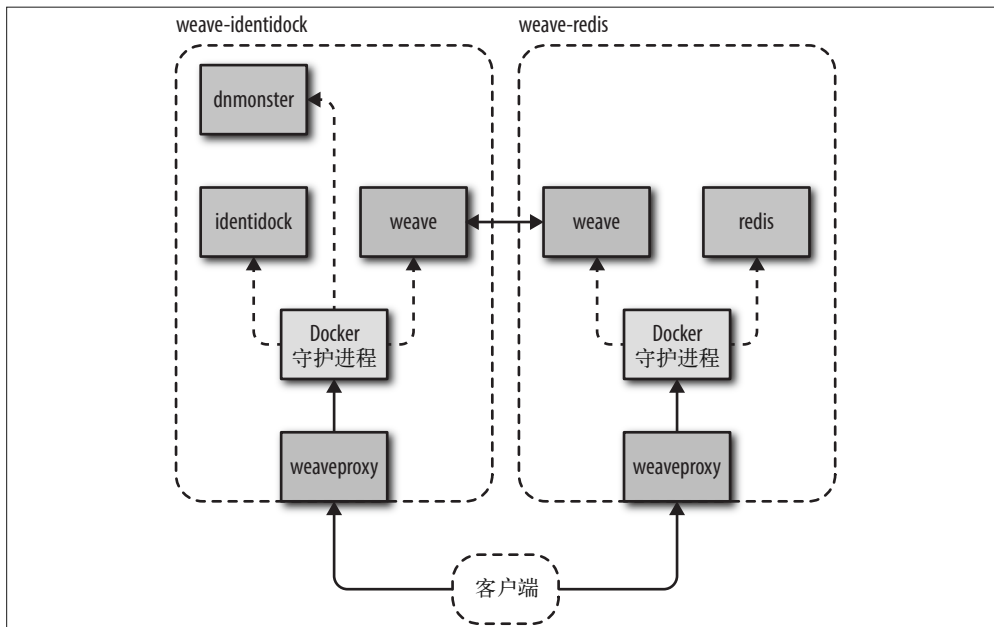 weave-identidock
weave-redis
dnmonster
identidock
weave
weave
redis
Docker
守护进程
Docker
守护进程
weaveproxy
weaveproxy
客户端